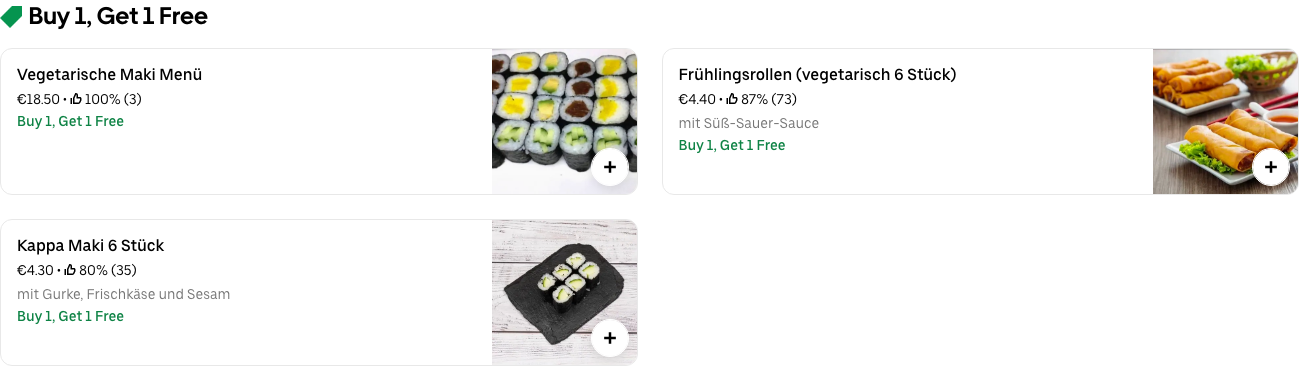 Buy 1, Get 1 Free
Vegetarische Maki Menü
€18.50 • 100% (3)
Buy 1, Get 1 Free
Frühlingsrollen (vegetarisch 6 Stück)
€4.40 • 87% (73)
mit Süß-Sauer-Sauce
Buy 1, Get 1 Free
Kappa Maki 6 Stück
€4.30 • 80% (35)
mit Gurke, Frischkäse und Sesam
Buy 1, Get 1 Free